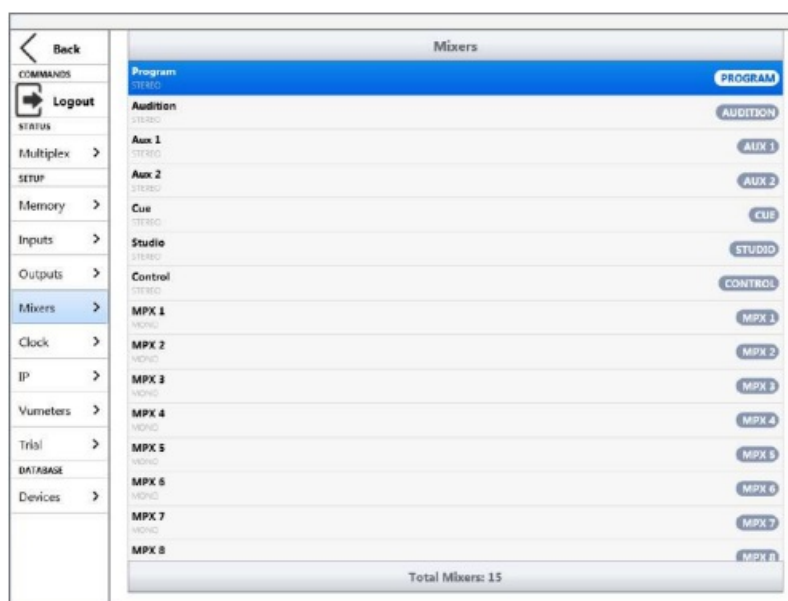 Back
COMMANDS
Logout
STATUS
Multiplex
SETUP
Memory
Inputs
Outputs
Mixers
Clock
IP
Vumeters
Trial
DATABASE
Devices
Mixers
Program PROGRAM
STEREO
Audition AUDITION
STEREO
Aux 1 AUX 1
STEREO
Aux 2 AUX 2
STEREO
Cue CUE
STEREO
Studio STUDIO
STEREO
Control CONTROL
STEREO
MPX 1 MPX 1
MONO
MPX 2 MPX 2
MONO
MPX 3 MPX 3
MONO
MPX 4 MPX 4
MONO
MPX 5 MPX 5
MONO
MPX 6 MPX 6
MONO
MPX 7 MPX 7
MONO
MPX 8 MPX 8
Total Mixers: 15